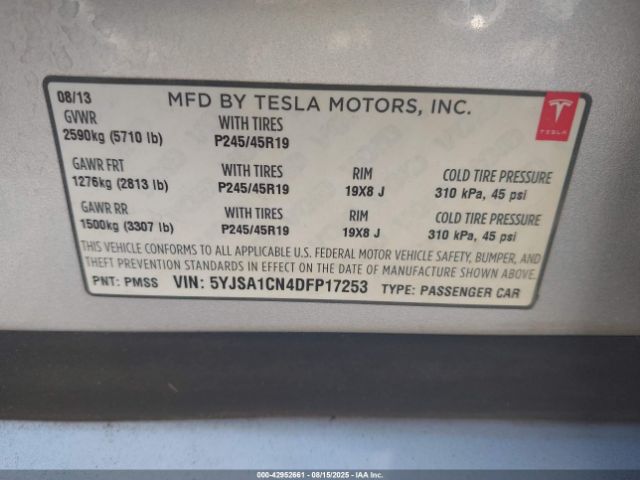 08/13 MFD BY TESLA MOTORS, INC.
GVWR WITH TIRES
2590kg (5710 lb) P245/45R19
TESLA
GAWR FRT WITH TIRES RIM COLD TIRE PRESSURE
1276kg (2813 lb) P245/45R19 19X8 J 310 kPa, 45 psi
GAWR RR WITH TIRES RIM COLD TIRE PRESSURE
1500kg (3307 lb) P245/45R19 19X8 J 310 kPa, 45 psi
THIS VEHICLE CONFORMS TO ALL APPLICABLE U.S. FEDERAL MOTOR VEHICLE SAFETY, BUMPER, AND
THEFT PREVENTION STANDARDS IN EFFECT ON THE DATE OF MANUFACTURE SHOWN ABOVE.
PNT: PMSS VIN: 5YJSA1CN4DFP17253 TYPE: PASSENGER CAR
000-42952661 - 08/15/2025 - IAA Inc.